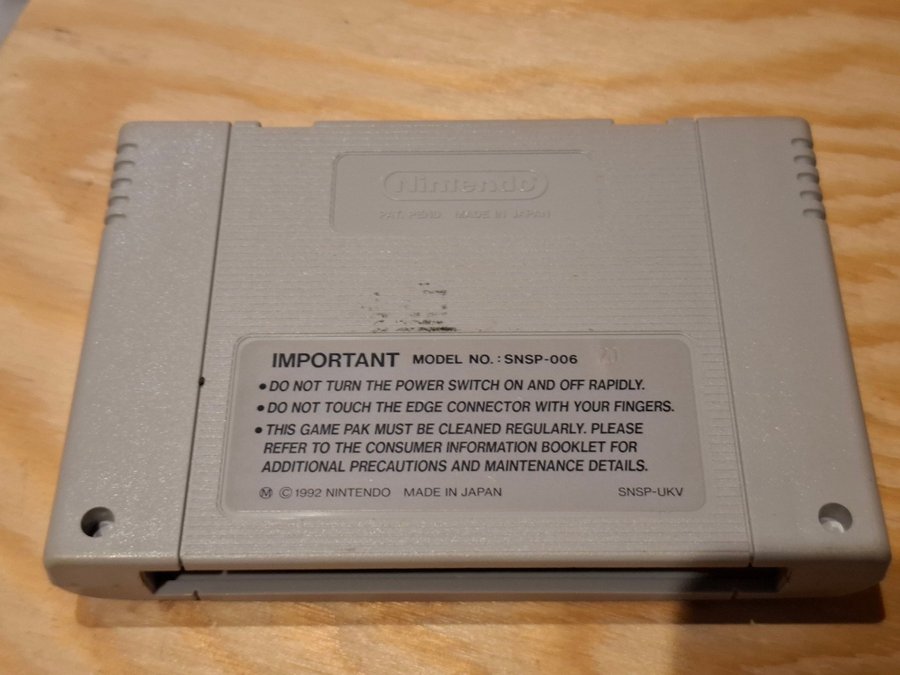 Nintendo
PAT. PEND MADE IN JAPAN
IMPORTANT MODEL NO.: SNSP-006 41
• DO NOT TURN THE POWER SWITCH ON AND OFF RAPIDLY.
• DO NOT TOUCH THE EDGE CONNECTOR WITH YOUR FINGERS.
• THIS GAME PAK MUST BE CLEANED REGULARLY. PLEASE
REFER TO THE CONSUMER INFORMATION BOOKLET FOR
ADDITIONAL PRECAUTIONS AND MAINTENANCE DETAILS.
Ⓜ © 1992 NINTENDO MADE IN JAPAN SNSP-UKV